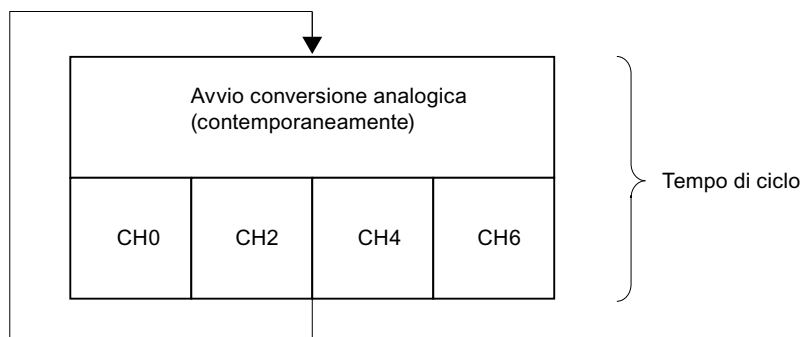 Avvio conversione analogica
(contemporaneamente)
Tempo di ciclo
CH0
CH2
CH4
CH6